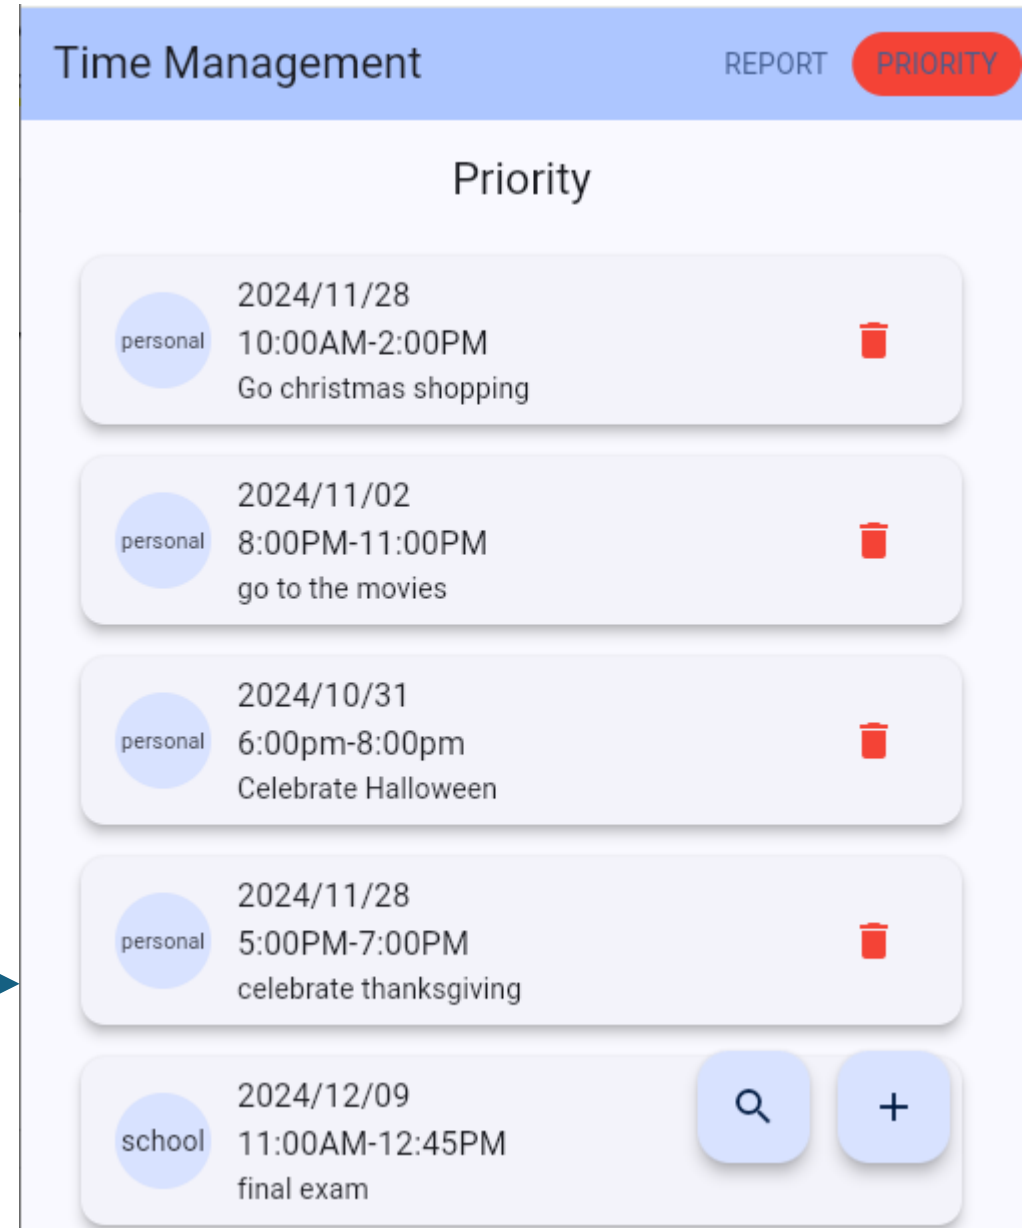 Time Management
REPORT
PRIORITY
Priority
personal
2024/11/28
10:00AM-2:00PM
Go christmas shopping
personal
2024/11/02
8:00PM-11:00PM
go to the movies
personal
2024/10/31
6:00pm-8:00pm
Celebrate Halloween
personal
2024/11/28
5:00PM-7:00PM
celebrate thanksgiving
school
2024/12/09
11:00AM-12:45PM
final exam